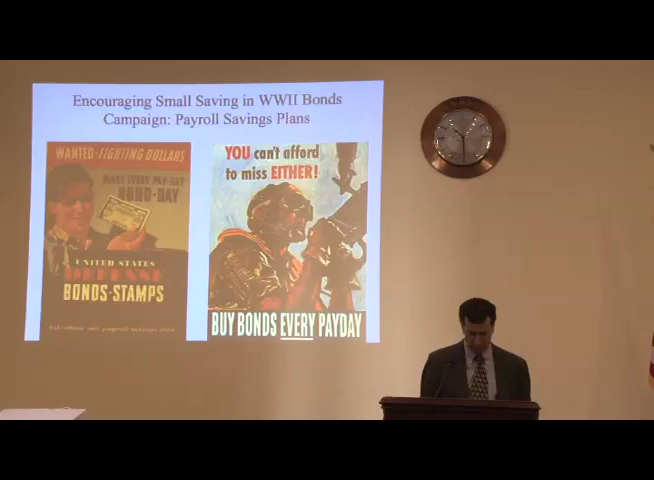 Encouraging Small Saving in WWII Bonds
Campaign: Payroll Savings Plans
WANTED-FIGHTING DOLLARS
MAKE EVERY PAY-DAY
BOND-DAY
UNITED STATES
DEFENSE
BONDS-STAMPS
YOU can't afford
to miss EITHER!
BUY BONDS EVERY PAYDAY